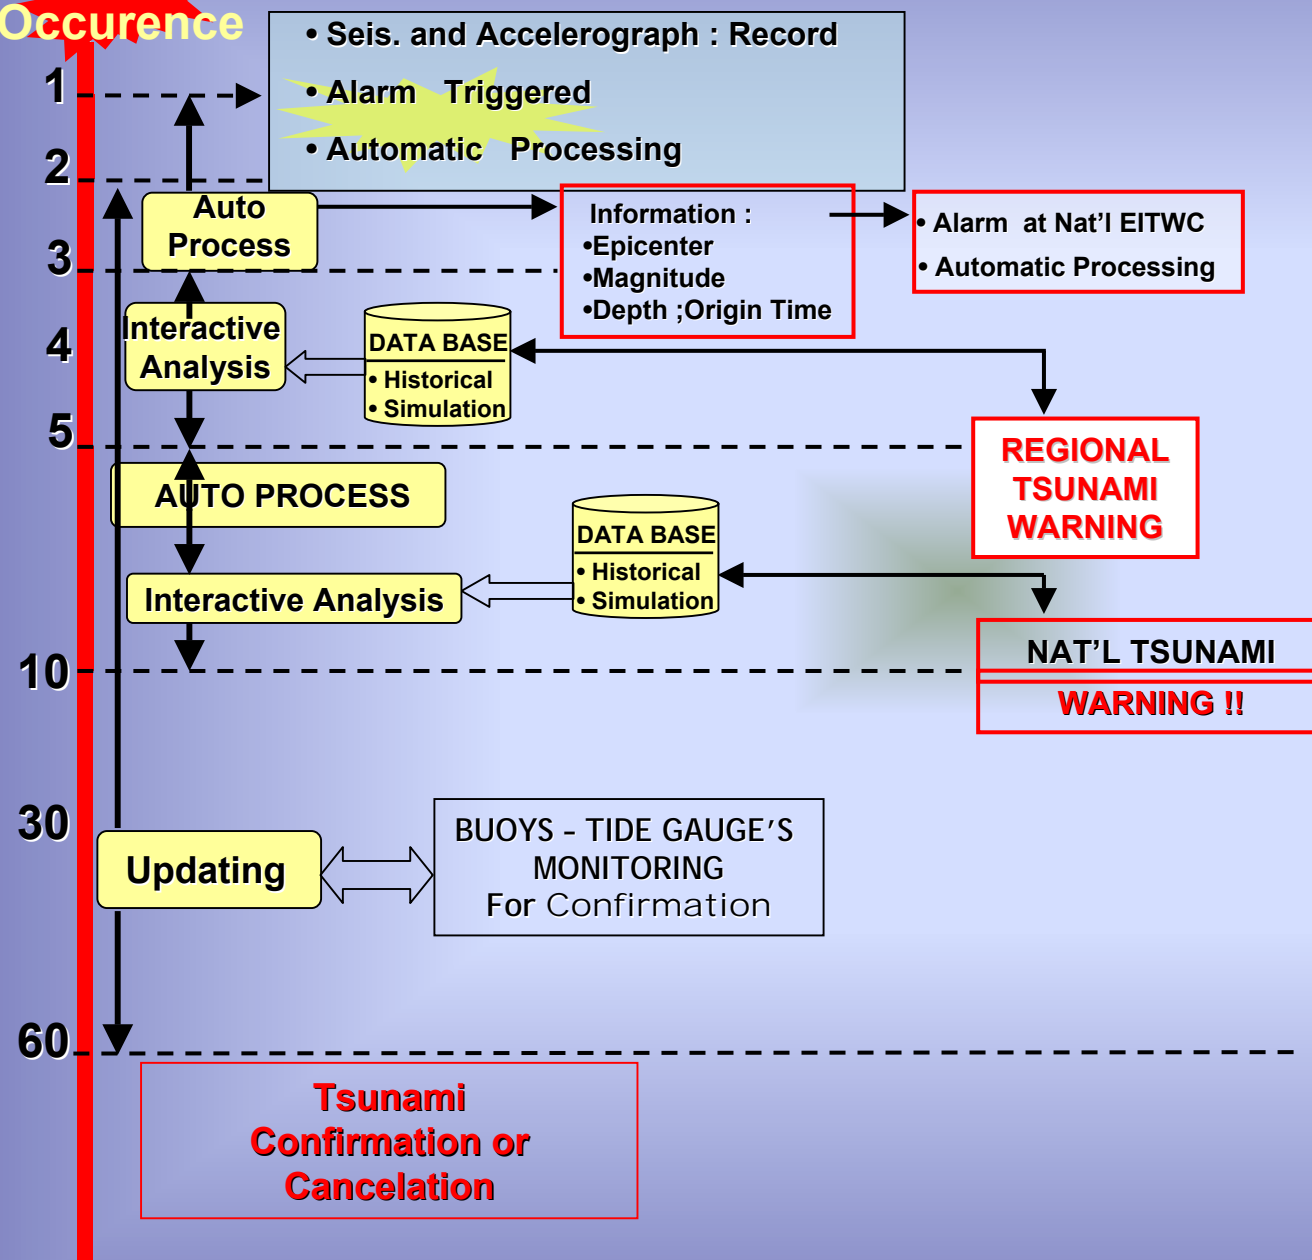 Occurence
• Seis. and Accelerograph : Record
1
• Alarm Triggered
• Automatic Processing
2
Auto
Process
Information :
•Epicenter
•Magnitude
•Depth ;Origin Time
• Alarm at Nat’l EITWC
• Automatic Processing
3
Interactive
Analysis
4
DATA BASE
• Historical
• Simulation
5
REGIONAL
TSUNAMI
WARNING
AUTO PROCESS
DATA BASE
• Historical
• Simulation
Interactive Analysis
NAT’L TSUNAMI
WARNING !!
10
30
Updating
BUOYS - TIDE GAUGE’S
MONITORING
For Confirmation
60
Tsunami
Confirmation or
Cancelation